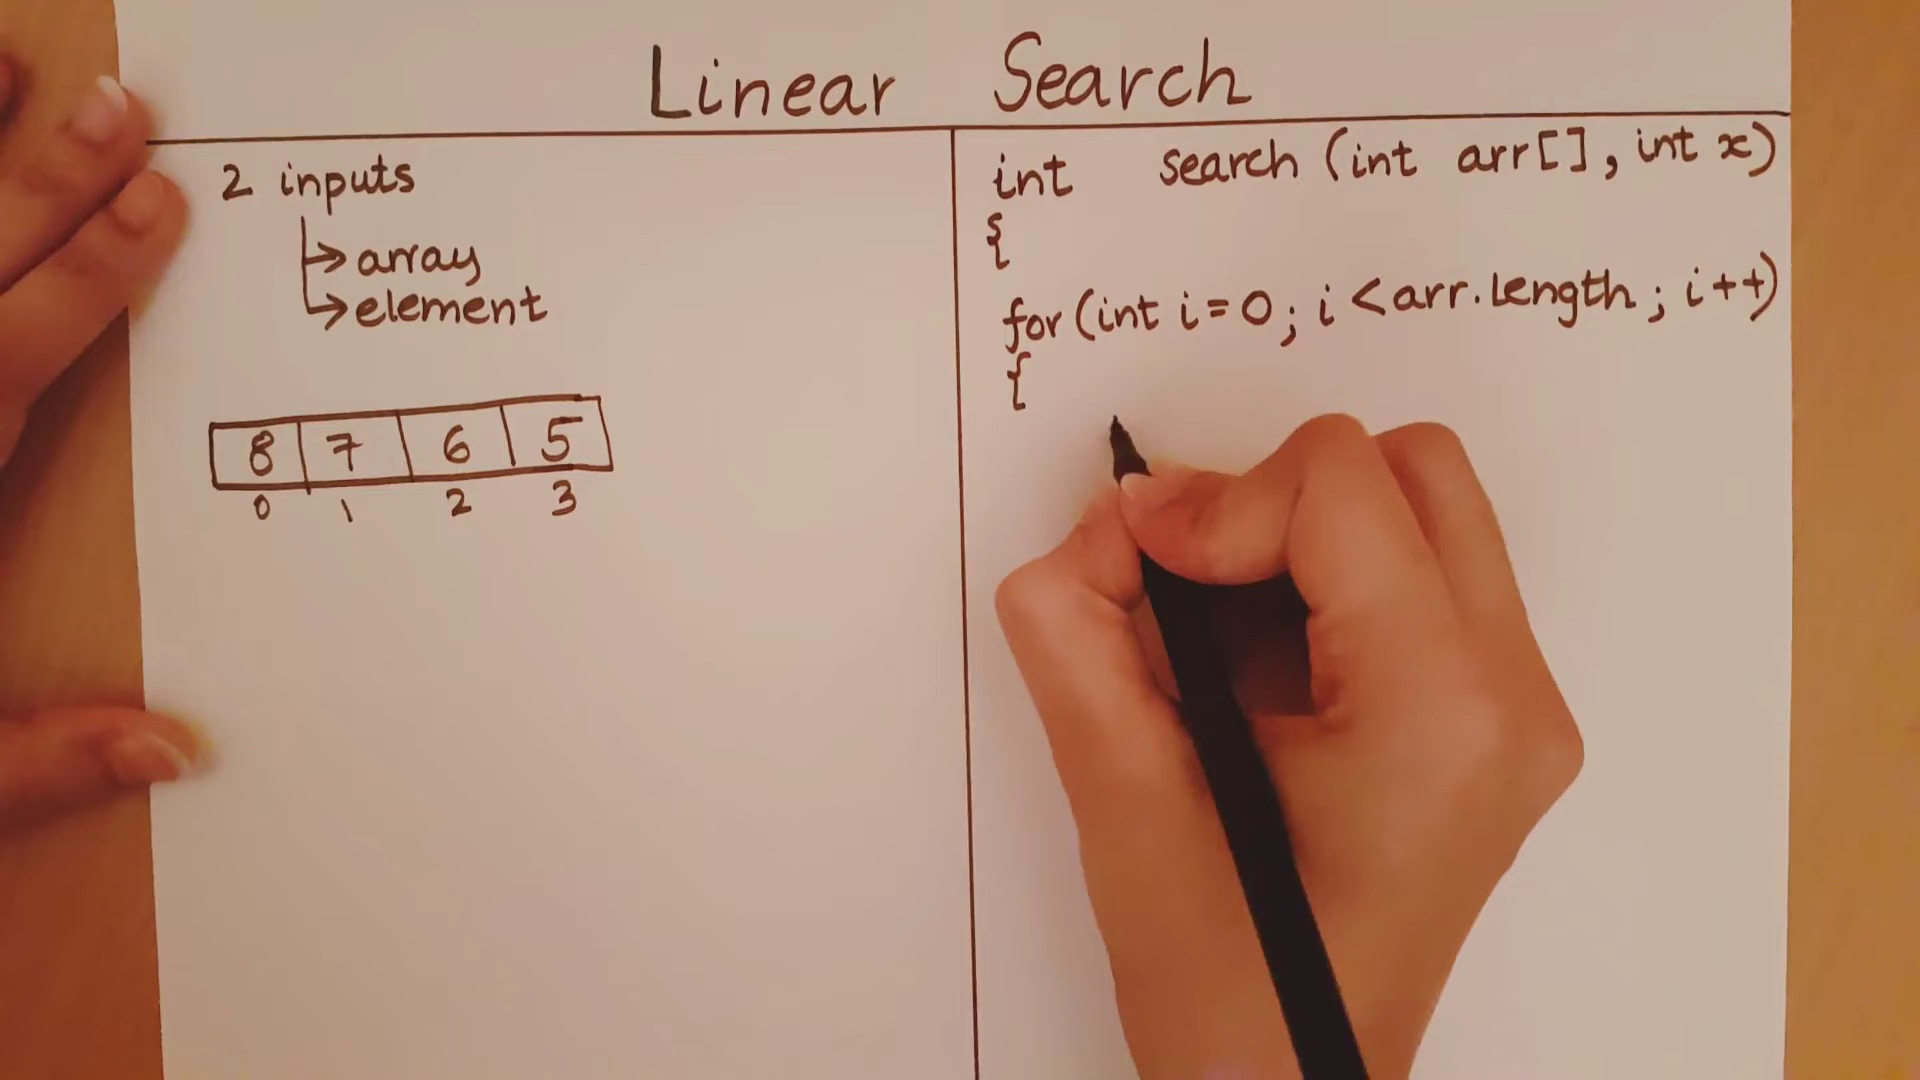 Linear Search
2 inputs
array
element
8 7 6 5
0 1 2 3
int search (int arr[], int x)
{
for (int i=0; i<arr.length; i++)
{